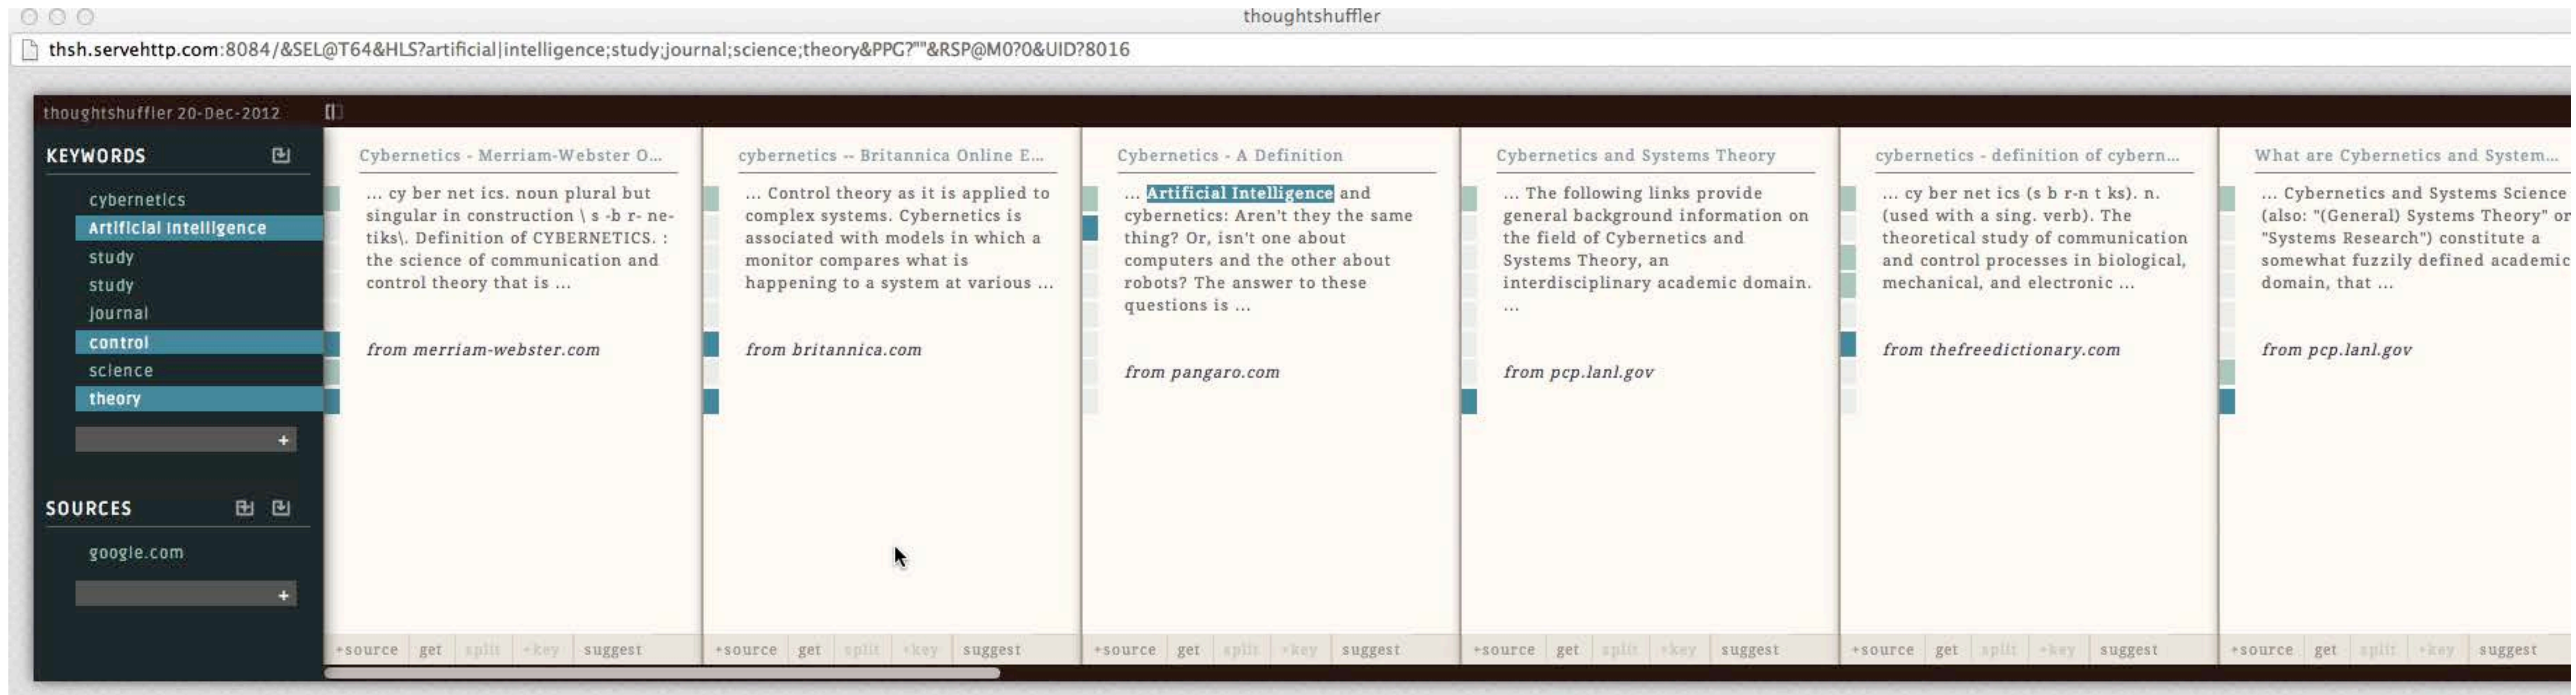 thoughtshuffler
thsh.servehttp.com:8084/&SEL@T64&HLS?artificial|intelligence;study;journal;science;theory&PPG?""&RSP@M0?0&UID?8016
thoughtshuffler 20-Dec-2012
KEYWORDS
cybernetics
Artificial Intelligence
study
study
journal
control
science
theory
+
SOURCES
google.com
+
Cybernetics - Merriam-Webster O...
... cy ber net ics. noun plural but
singular in construction \ s -b r- ne-
tiks\. Definition of CYBERNETICS. :
the science of communication and
control theory that is ...
from merriam-webster.com
+source get split +key suggest
cybernetics -- Britannica Online E...
... Control theory as it is applied to
complex systems. Cybernetics is
associated with models in which a
monitor compares what is
happening to a system at various ...
from britannica.com
+source get split +key suggest
Cybernetics - A Definition
... Artificial Intelligence and
cybernetics: Aren't they the same
thing? Or, isn't one about
computers and the other about
robots? The answer to these
questions is ...
from pangaro.com
+source get split +key suggest
Cybernetics and Systems Theory
... The following links provide
general background information on
the field of Cybernetics and
Systems Theory, an
interdisciplinary academic domain.
...
from pcp.lanl.gov
+source get split +key suggest
cybernetics - definition of cybern...
... cy ber net ics (s b r-n t ks). n.
(used with a sing. verb). The
theoretical study of communication
and control processes in biological,
mechanical, and electronic ...
from thefreedictionary.com
+source get split +key suggest
What are Cybernetics and System...
... Cybernetics and Systems Science
(also: "(General) Systems Theory" or
"Systems Research") constitute a
somewhat fuzzily defined academic
domain, that ...
from pcp.lanl.gov
+source get split +key suggest